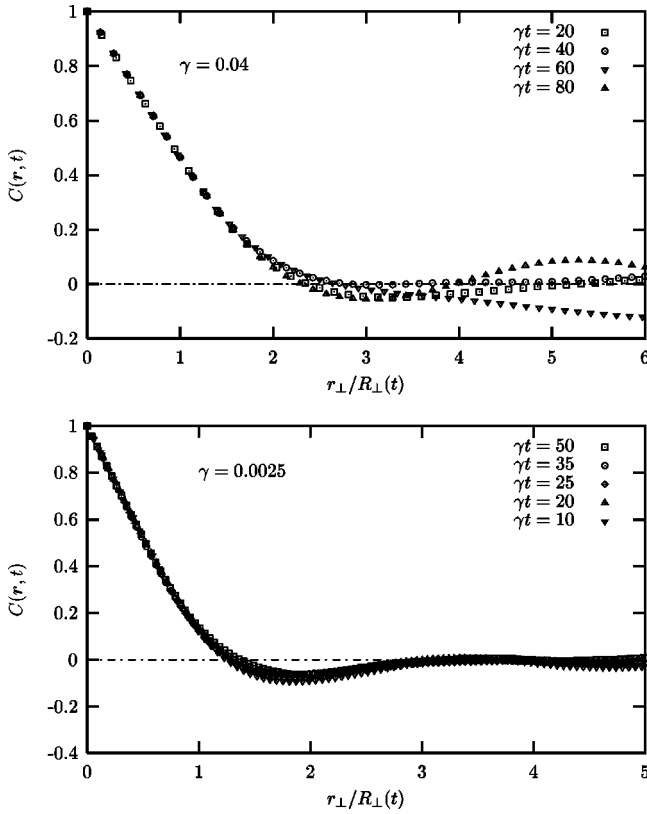 1
0.8
0.6
0.4
0.2
0
-0.2
C(r, t)
γ = 0.04
γt = 20
γt = 40
γt = 60
γt = 80
0 1 2 3 4 5 6
r⊥/R⊥(t)
1
0.8
0.6
0.4
0.2
0
-0.2
-0.4
C(r, t)
γ = 0.0025
γt = 50
γt = 35
γt = 25
γt = 20
γt = 10
0 1 2 3 4 5
r⊥/R⊥(t)